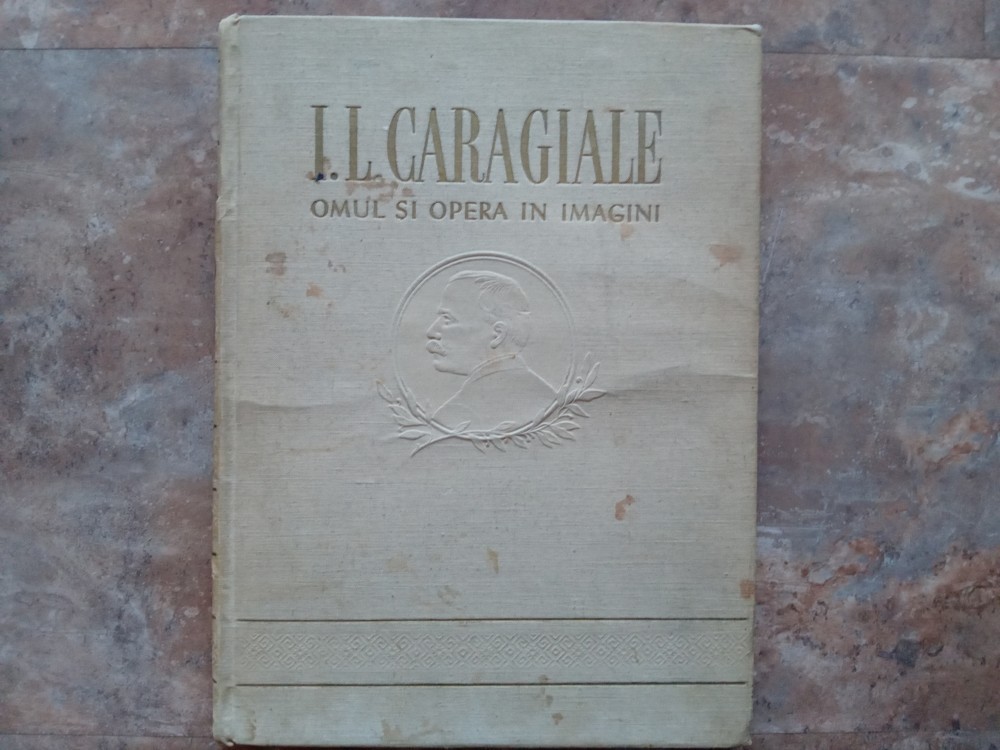 I. L. CARAGIALE
OMUL SI OPERA IN IMAGINI